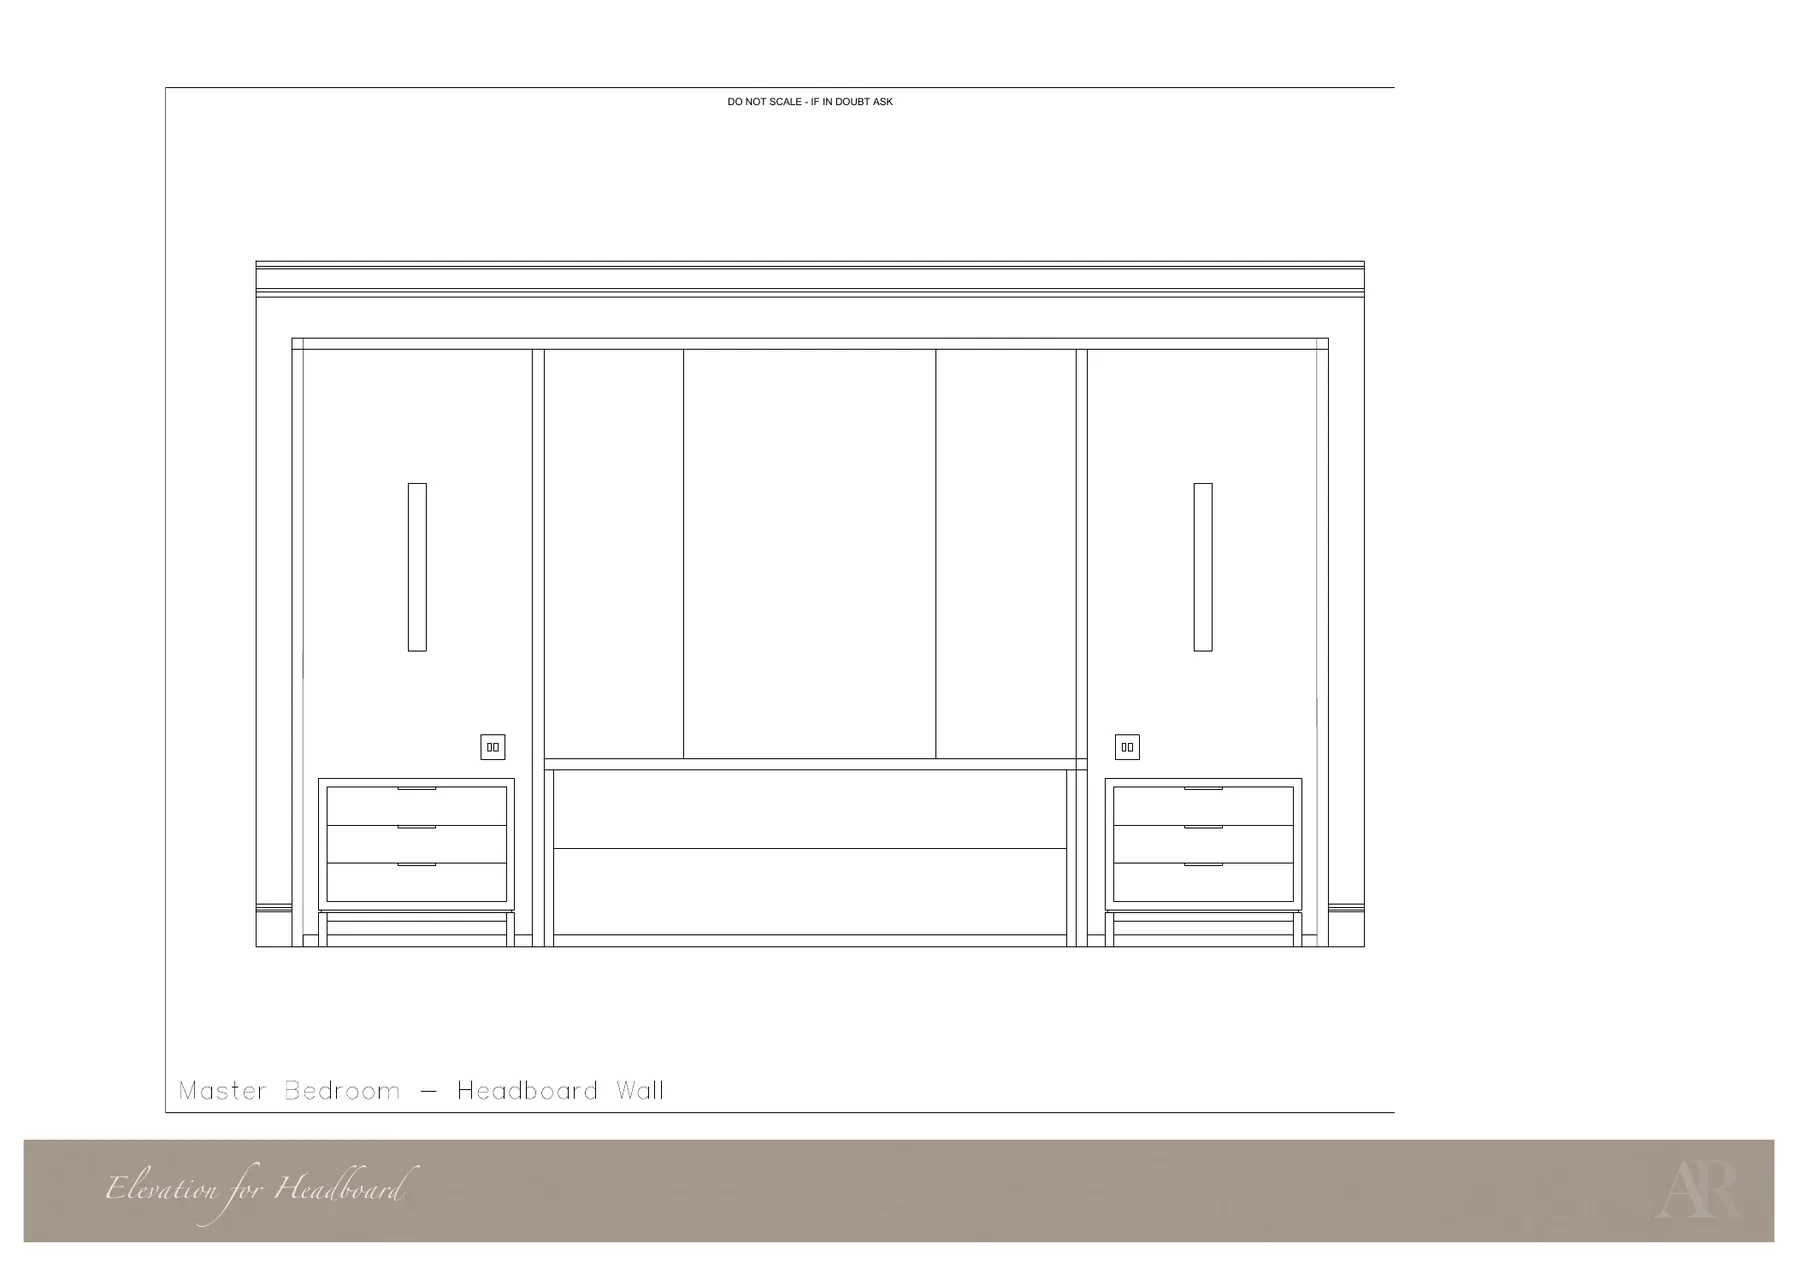 DO NOT SCALE - IF IN DOUBT ASK
Master Bedroom - Headboard Wall
Elevation for Headboard
AR